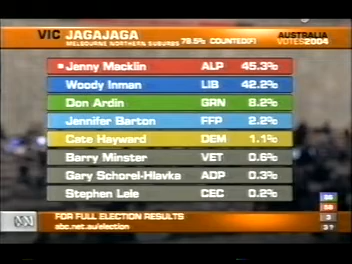 VIC JAGAJAGA
MELBOURNE NORTHERN SUBURBS 79.5% COUNTED(F)
AUSTRALIA
VOTES2004
Jenny Macklin ALP 45.3%
Woody Inman LIB 42.2%
Don Ardin GRN 8.2%
Jennifer Barton FFP 2.2%
Cate Hayward DEM 1.1%
Barry Minster VET 0.6%
Gary Schorel-Hlavka ADP 0.3%
Stephen Lele CEC 0.2%
FOR FULL ELECTION RESULTS
abc.net.au/election